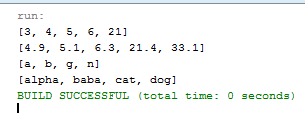 run:
[3, 4, 5, 6, 21]
[4.9, 5.1, 6.3, 21.4, 33.1]
[a, b, g, n]
[alpha, baba, cat, dog]
BUILD SUCCESSFUL (total time: 0 seconds)